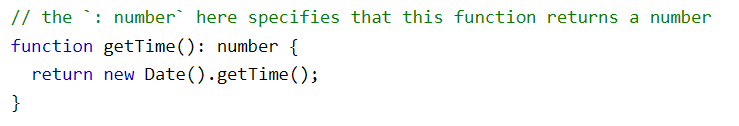 // the `: number` here specifies that this function returns a number
function getTime(): number {
  return new Date().getTime();
}